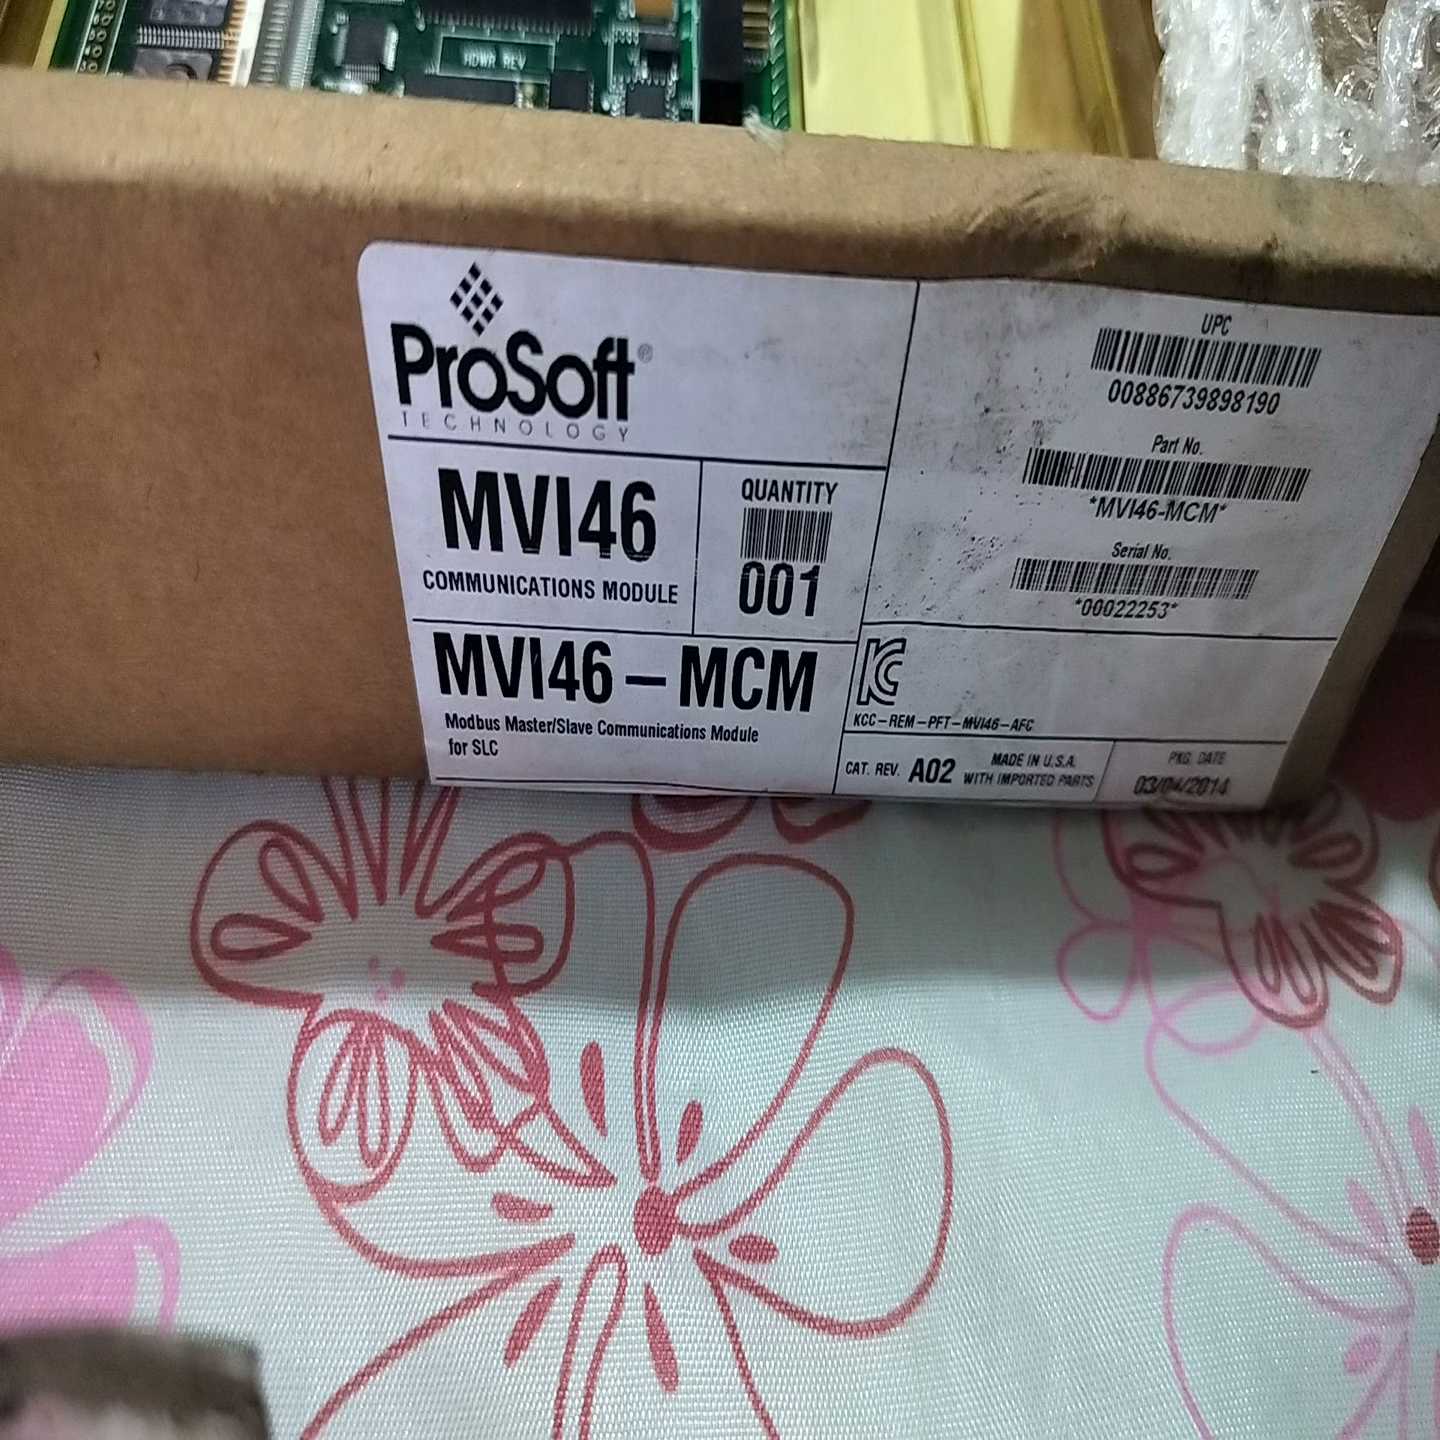 HDWR REV
ProSoft®
TECHNOLOGY
MVI46
COMMUNICATIONS MODULE
QUANTITY
001
MVI46-MCM
Modbus Master/Slave Communications Module
for SLC
UPC
00886739898190
Part No.
*MVI46-MCM*
Serial No.
*00022253*
KCC-REM-PFT-MVI46-AFC
CAT. REV. A02
MADE IN U.S.A.
WITH IMPORTED PARTS
PKG. DATE
03/04/2014